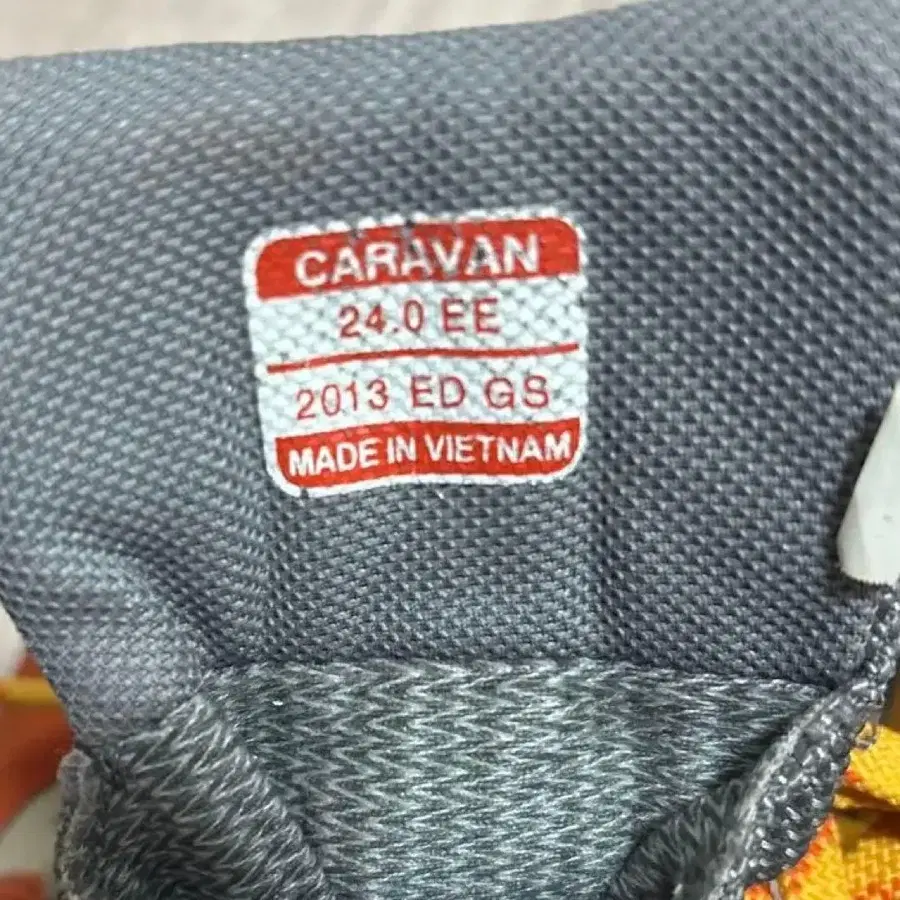 CARAVAN
24.0 EE
2013 ED GS
MADE IN VIETNAM